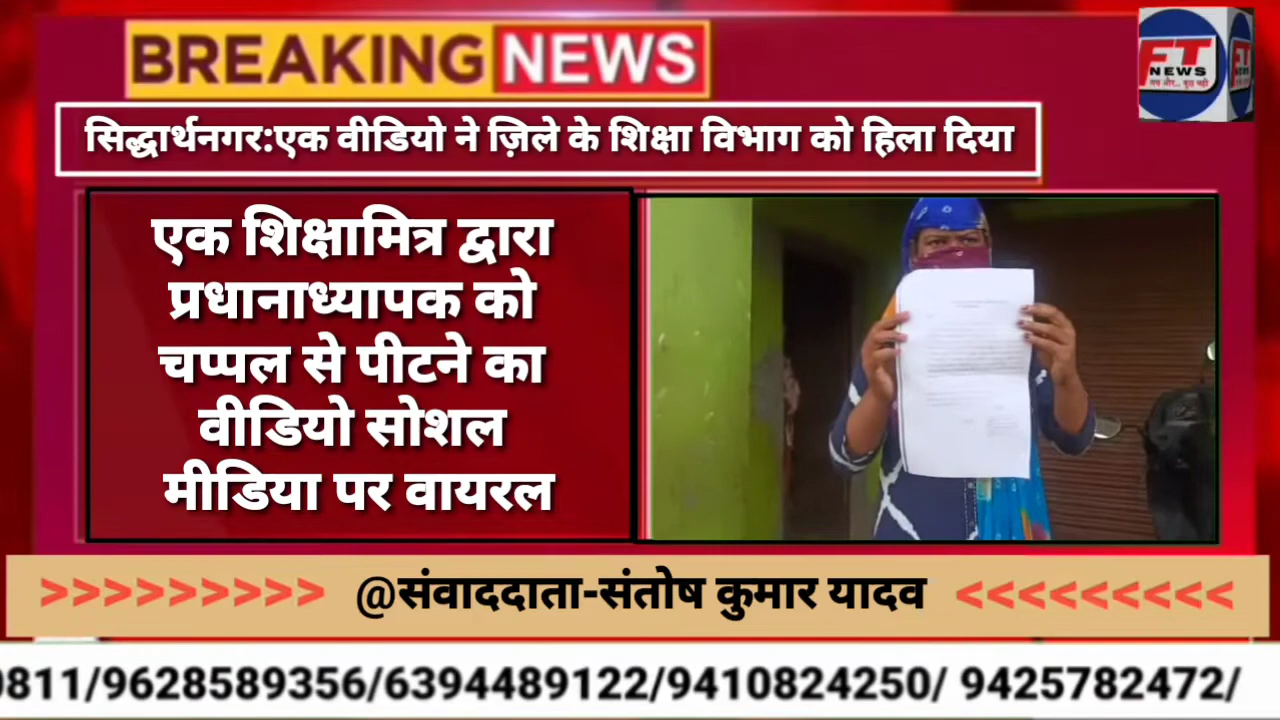 BREAKING NEWS
FT
NEWS
सिद्धार्थनगर:एक वीडियो ने ज़िले के शिक्षा विभाग को हिला दिया
एक शिक्षामित्र द्वारा
प्रधानाध्यापक को
चप्पल से पीटने का
वीडियो सोशल
मीडिया पर वायरल
>>>>>>>>> @संवाददाता-संतोष कुमार यादव <<<<<<<<<
0811/9628589356/6394489122/9410824250/ 9425782472/